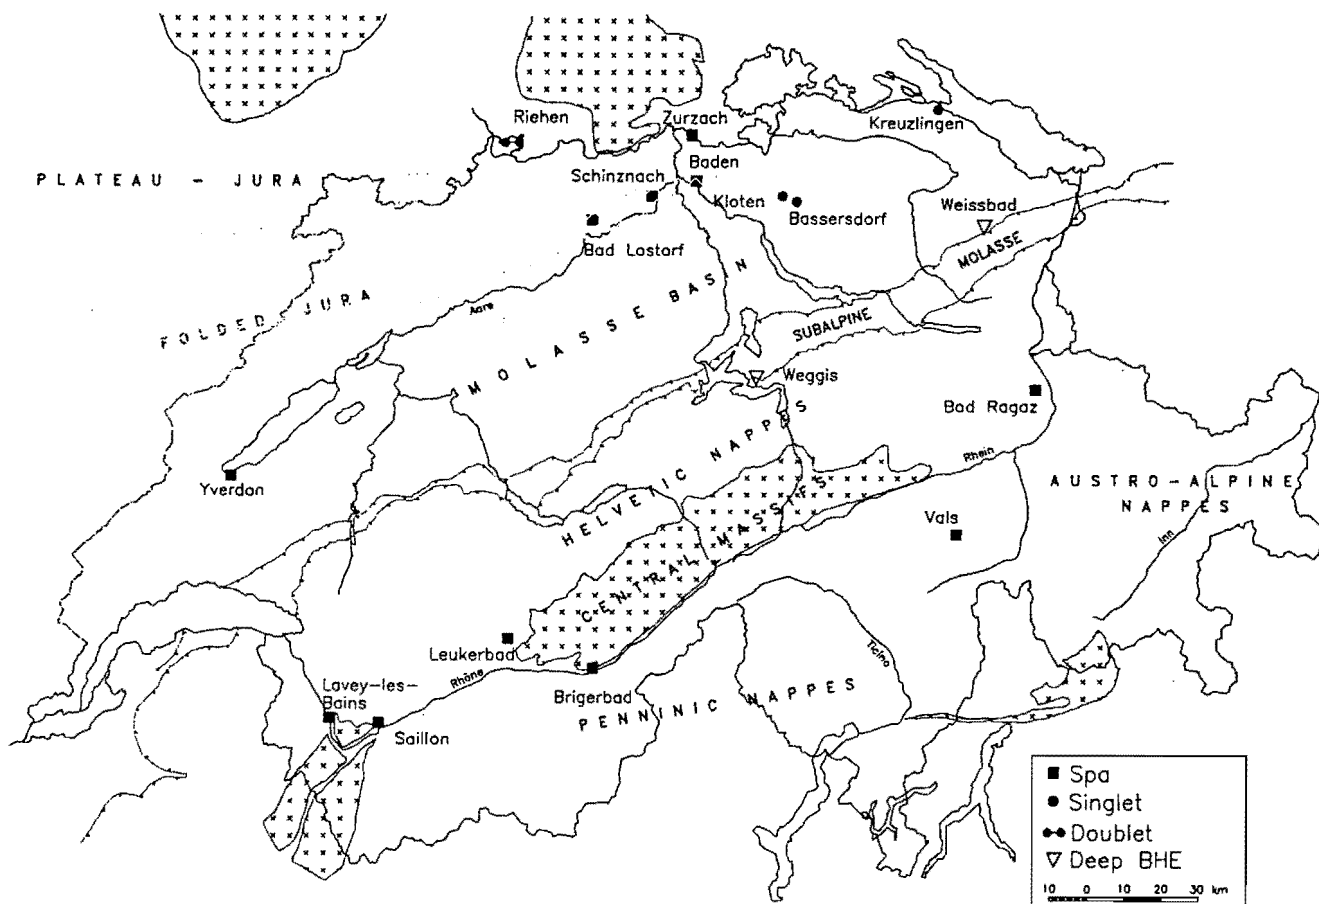 Riehen
Zurzach
Kreuzlingen
PLATEAU - JURA
Baden
Schinznach
Kloten
Bassersdorf
Weissbad
Bad Lostorf
MOLASSE
FOLDED JURA
Aare
MOLASSE BASIN
SUBALPINE
Weggis
Bad Ragaz
Yverdon
HELVETIC NAPPES
Rhein
AUSTRO-ALPINE
NAPPES
Vals
Inn
CENTRAL MASSIFS
Leukerbad
Rhône
Ticino
Lavey-les-
Bains
Brigerbad
PENNINIC NAPPES
Saillon
Spa
Singlet
Doublet
Deep BHE
10 0 10 20 30 km